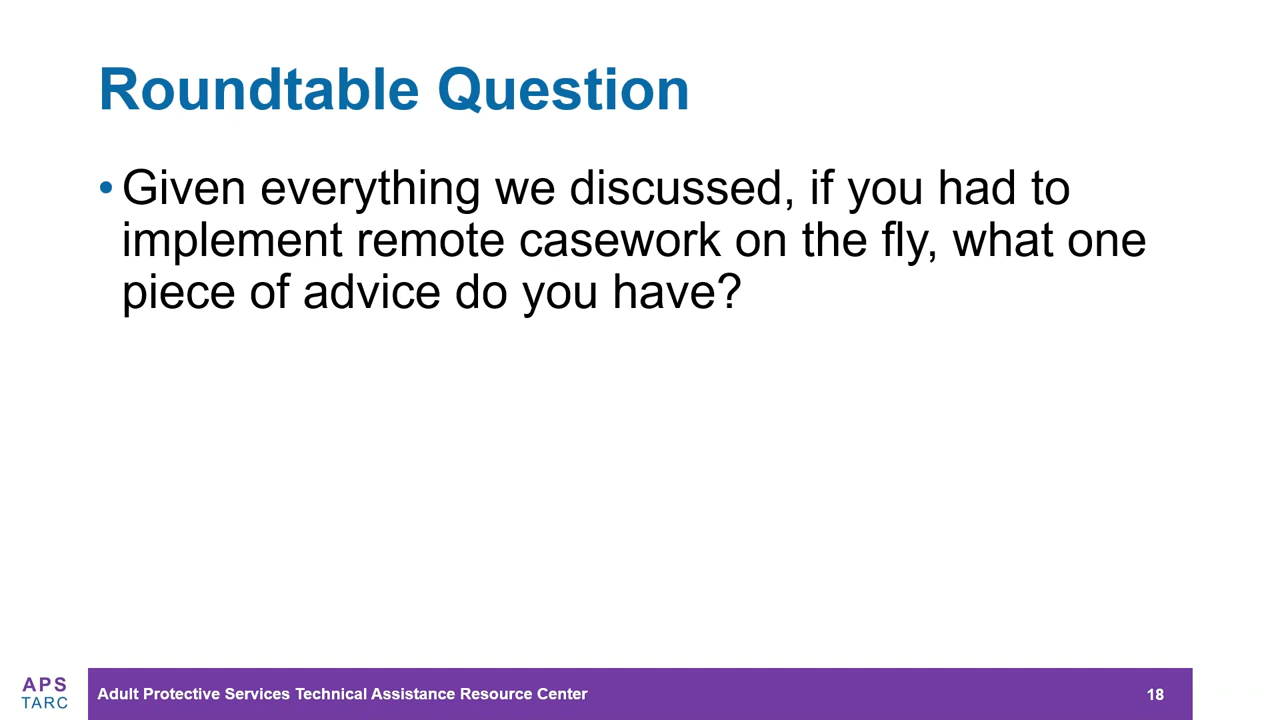 Roundtable Question
• Given everything we discussed, if you had to
implement remote casework on the fly, what one
piece of advice do you have?
APS
TARC
Adult Protective Services Technical Assistance Resource Center
18